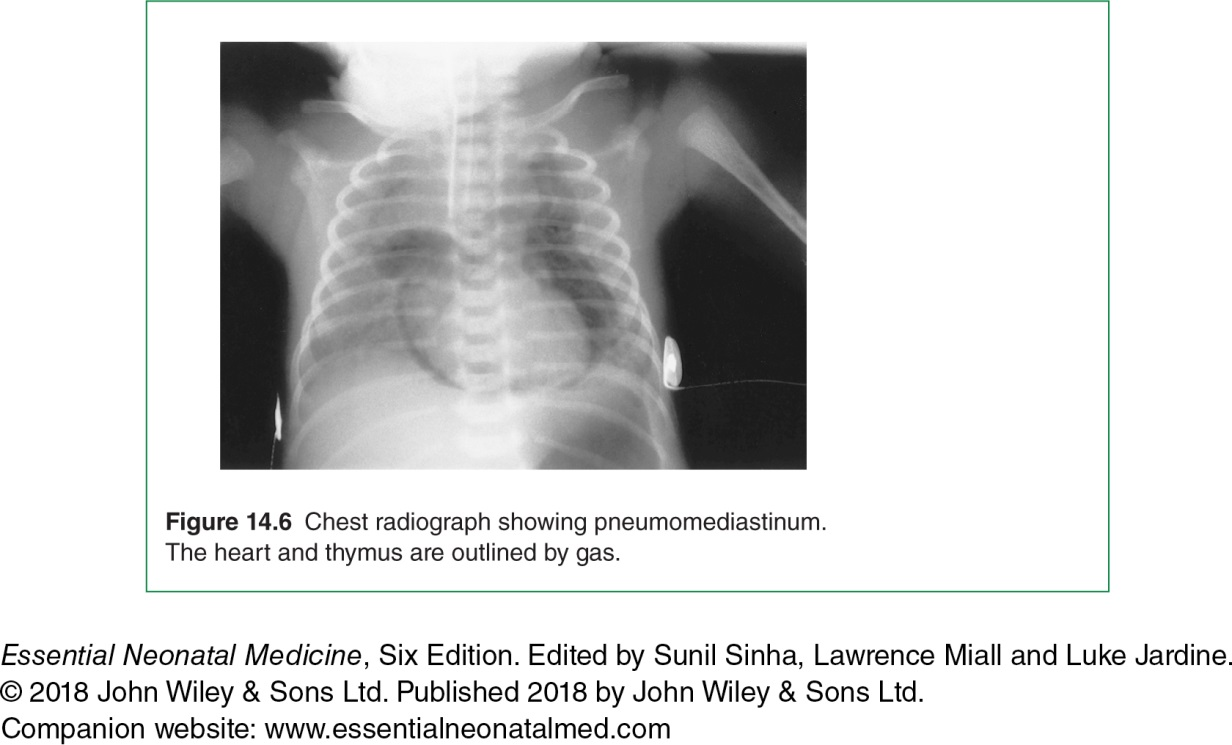 Figure 14.6 Chest radiograph showing pneumomediastinum.
The heart and thymus are outlined by gas.
Essential Neonatal Medicine, Six Edition. Edited by Sunil Sinha, Lawrence Miall and Luke Jardine.
© 2018 John Wiley & Sons Ltd. Published 2018 by John Wiley & Sons Ltd.
Companion website: www.essentialneonatalmed.com